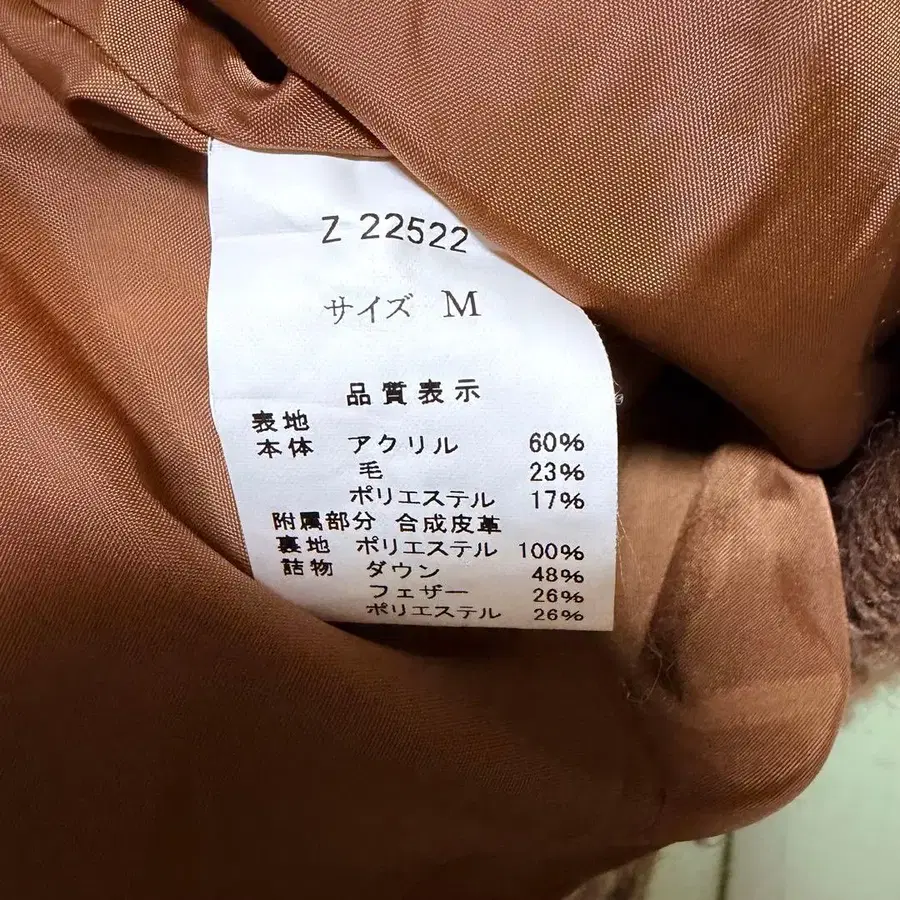 Z 22522
サイズ M
品質表示
表地
本体 アクリル 60%
毛 23%
ポリエステル 17%
附属部分 合成皮革
裏地 ポリエステル 100%
詰物 ダウン 48%
フェザー 26%
ポリエステル 26%